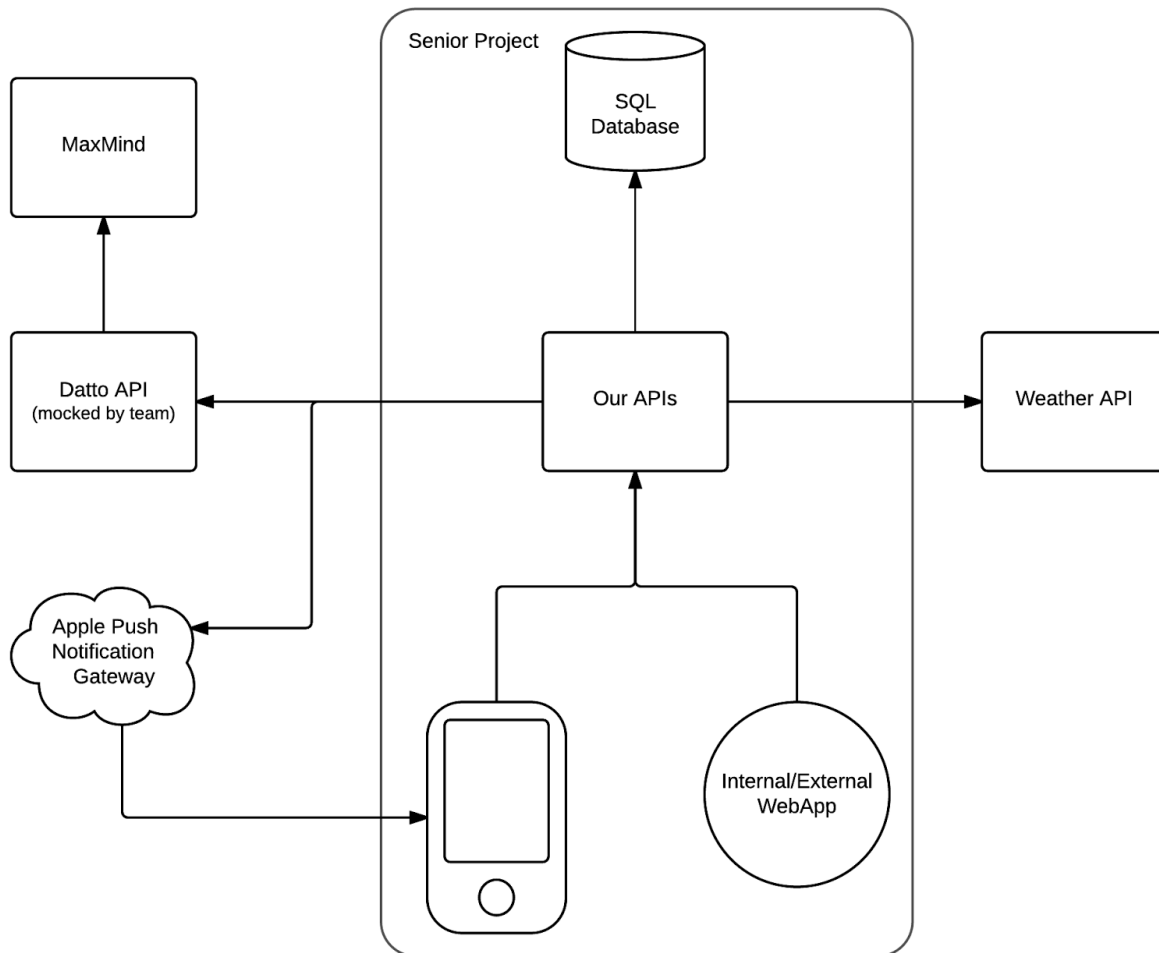 Senior Project
SQL
Database
MaxMind
Datto API
(mocked by team)
Our APIs
Weather API
Apple Push
Notification
Gateway
Internal/External
WebApp